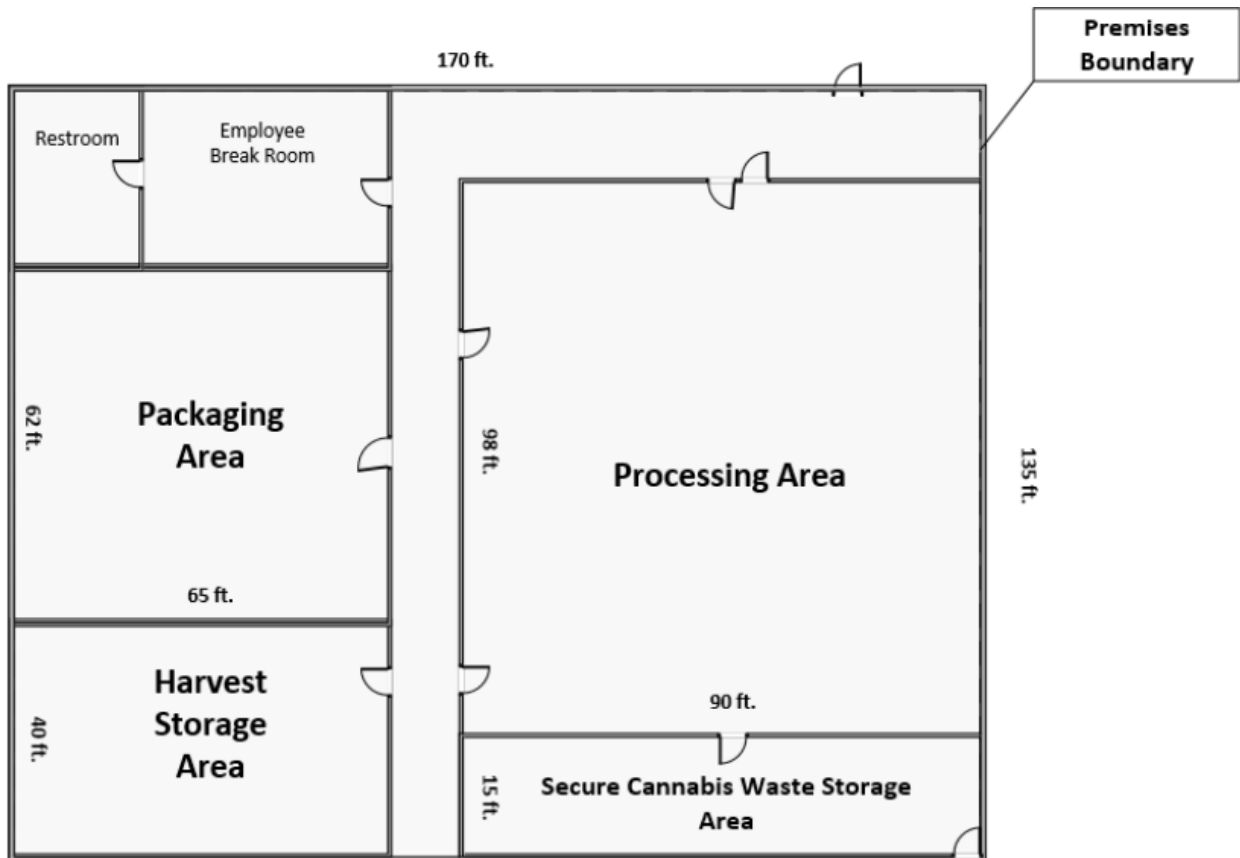 Premises
Boundary
170 ft.
Restroom
Employee
Break Room
62 ft.
Packaging
Area
98 ft.
Processing Area
135 ft.
65 ft.
Harvest
Storage
Area
40 ft.
90 ft.
15 ft.
Secure Cannabis Waste Storage
Area